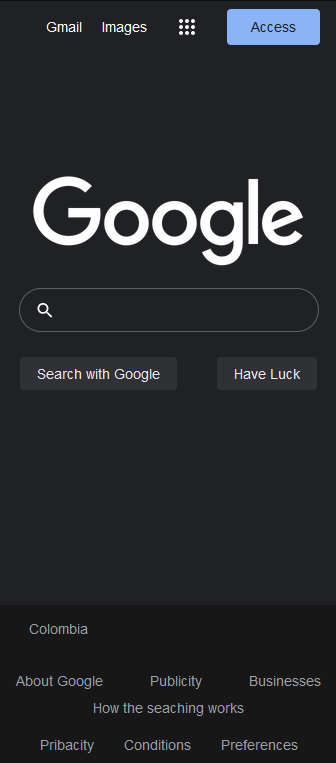 Gmail Images Access
Google
Search with Google Have Luck
Colombia
About Google Publicity Businesses
How the seaching works
Pribacity Conditions Preferences